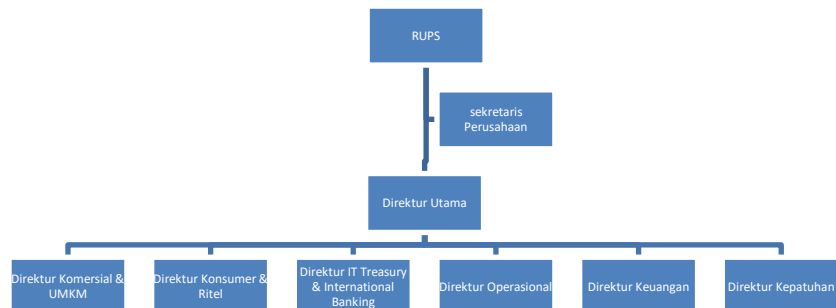 RUPS
sekretaris
Perusahaan
Direktur Utama
Direktur Komersial &
UMKM
Direktur Konsumer &
Ritel
Direktur IT Treasury
& International
Banking
Direktur Operasional
Direktur Keuangan
Direktur Kepatuhan